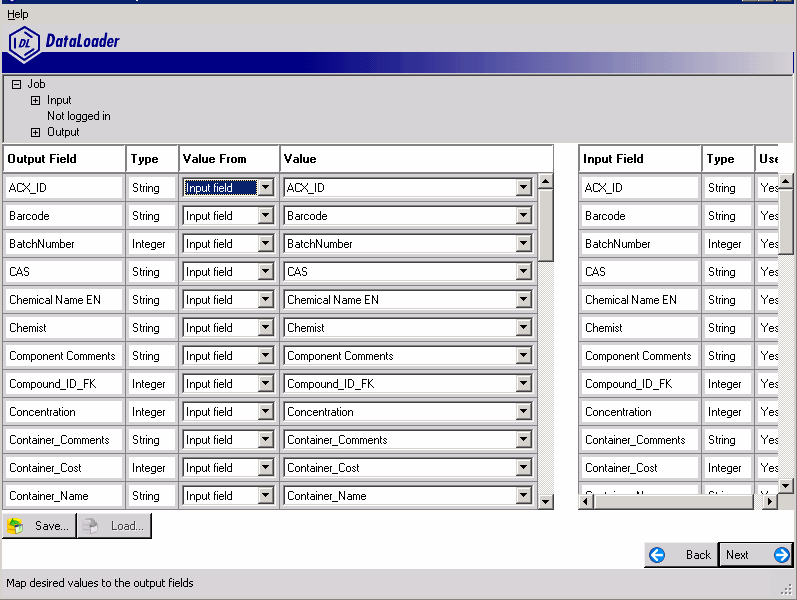 Help
DL DataLoader
Job
Input
Not logged in
Output
Output Field Type Value From Value Input Field Type Use
ACX_ID String Input field ACX_ID ACX_ID String Yes
Barcode String Input field Barcode Barcode String Yes
BatchNumber Integer Input field BatchNumber BatchNumber Integer Yes
CAS String Input field CAS CAS String Yes
Chemical Name EN String Input field Chemical Name EN Chemical Name EN String Yes
Chemist String Input field Chemist Chemist String Yes
Component Comments String Input field Component Comments Component Comments String Yes
Compound_ID_FK Integer Input field Compound_ID_FK Compound_ID_FK Integer Yes
Concentration Integer Input field Concentration Concentration Integer Yes
Container_Comments String Input field Container_Comments Container_Comments String Yes
Container_Cost Integer Input field Container_Cost Container_Cost Integer Yes
Container_Name String Input field Container_Name
Save... Load...
Back Next
Map desired values to the output fields